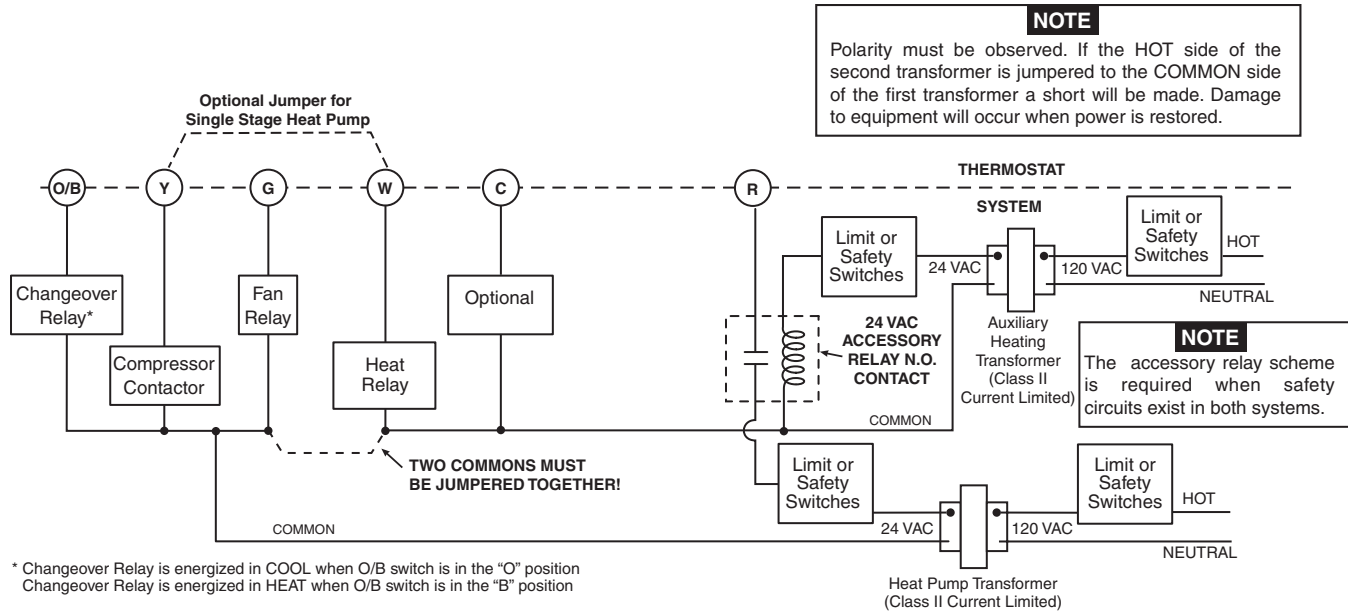 NOTE
Polarity must be observed. If the HOT side of the
second transformer is jumpered to the COMMON side
of the first transformer a short will be made. Damage
to equipment will occur when power is restored.
Optional Jumper for
Single Stage Heat Pump
O/B
Y
G
W
C
R
THERMOSTAT
SYSTEM
Limit or
Safety
Switches
24 VAC
120 VAC
Limit or
Safety
Switches
HOT
NEUTRAL
Changeover
Relay*
Compressor
Contactor
Fan
Relay
Heat
Relay
Optional
24 VAC
ACCESSORY
RELAY N.O.
CONTACT
Auxiliary
Heating
Transformer
(Class II
Current Limited)
NOTE
The accessory relay scheme
is required when safety
circuits exist in both systems.
COMMON
TWO COMMONS MUST
BE JUMPERED TOGETHER!
Limit or
Safety
Switches
24 VAC
120 VAC
Limit or
Safety
Switches
HOT
NEUTRAL
COMMON
Heat Pump Transformer
(Class II Current Limited)
* Changeover Relay is energized in COOL when O/B switch is in the “O” position
Changeover Relay is energized in HEAT when O/B switch is in the “B” position